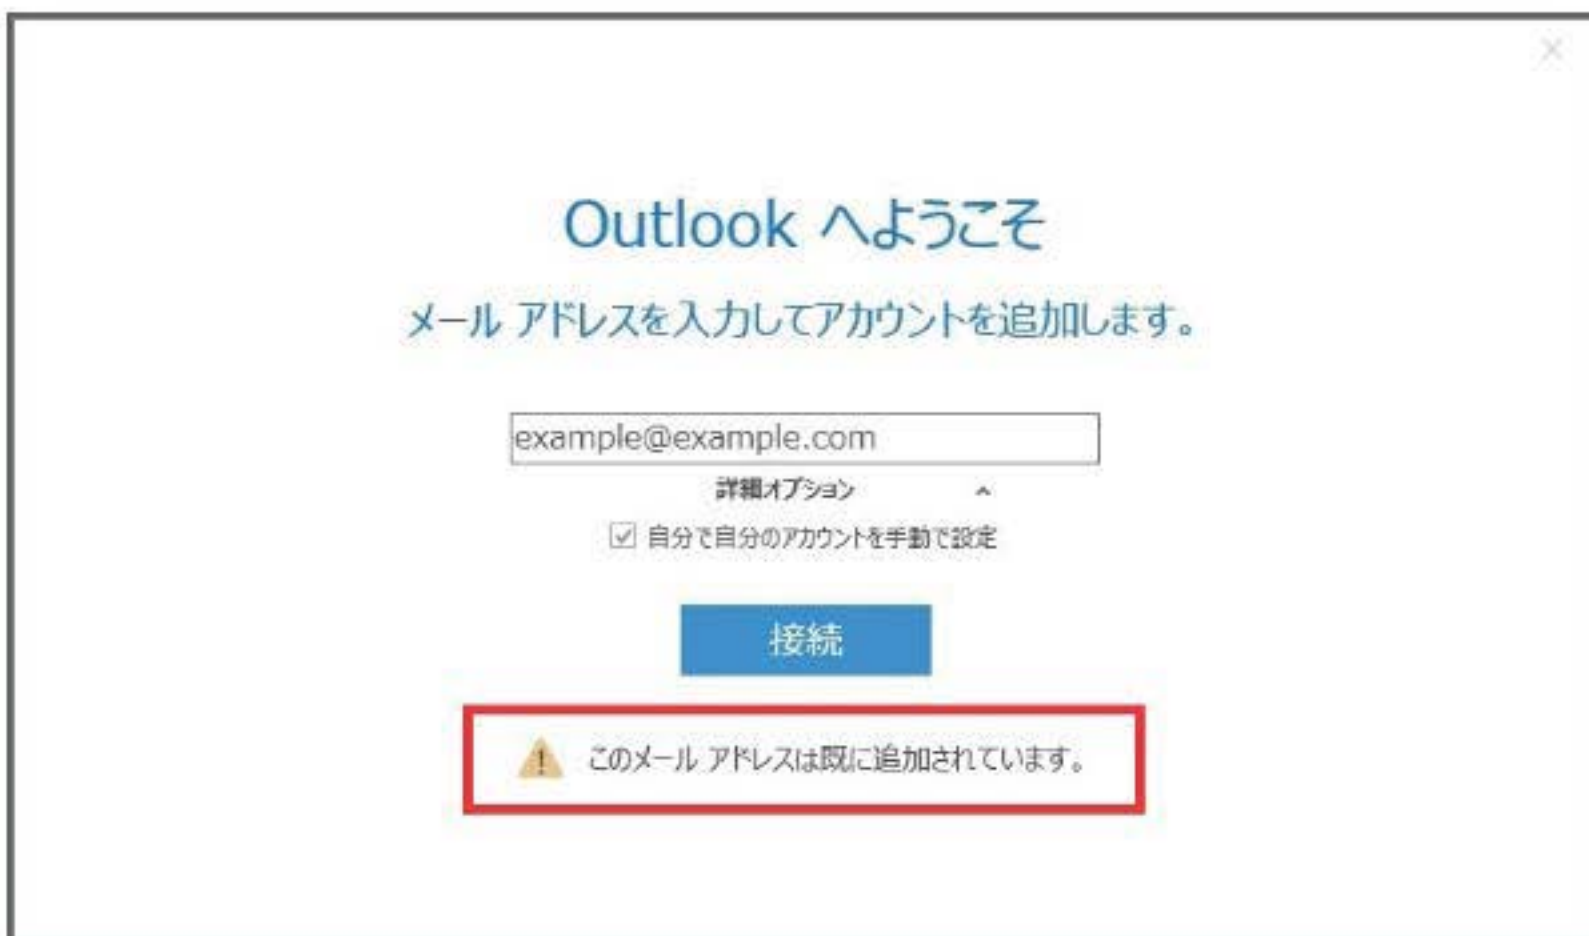 Outlook へようこそ
メール アドレスを入力してアカウントを追加します。
example@example.com
詳細オプション
自分で自分のアカウントを手動で設定
接続
このメール アドレスは既に追加されています。